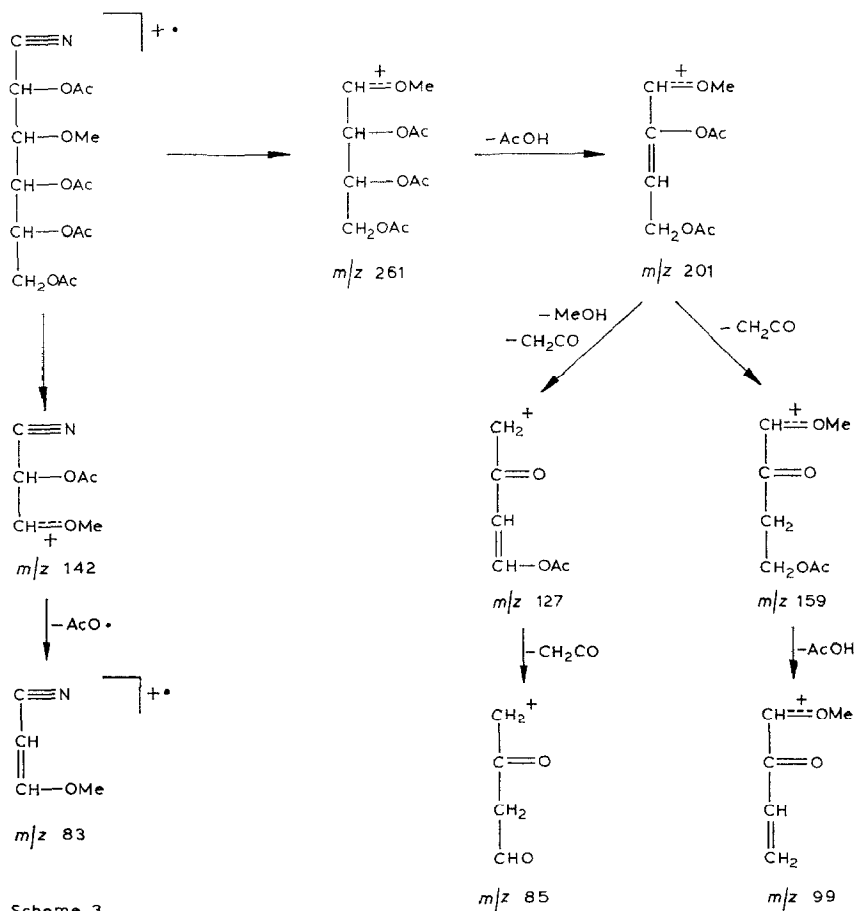 C≡N
CH—OAc
CH—OMe
CH—OAc
CH—OAc
CH₂OAc
+•
+
CH=OMe
CH—OAc
CH—OAc
CH₂OAc
m/z 261
–AcOH
+
CH=OMe
C—OAc
CH
CH₂OAc
m/z 201
–MeOH
–CH₂CO
–CH₂CO
C≡N
CH—OAc
CH=OMe
+
m/z 142
–AcO•
C≡N
CH
CH—OMe
+•
m/z 83
CH₂+
C=O
CH
CH—OAc
m/z 127
–CH₂CO
CH₂+
C=O
CH₂
CHO
m/z 85
+
CH=OMe
C=O
CH₂
CH₂OAc
m/z 159
–AcOH
+
CH=OMe
C=O
CH
CH₂
m/z 99
Scheme 3